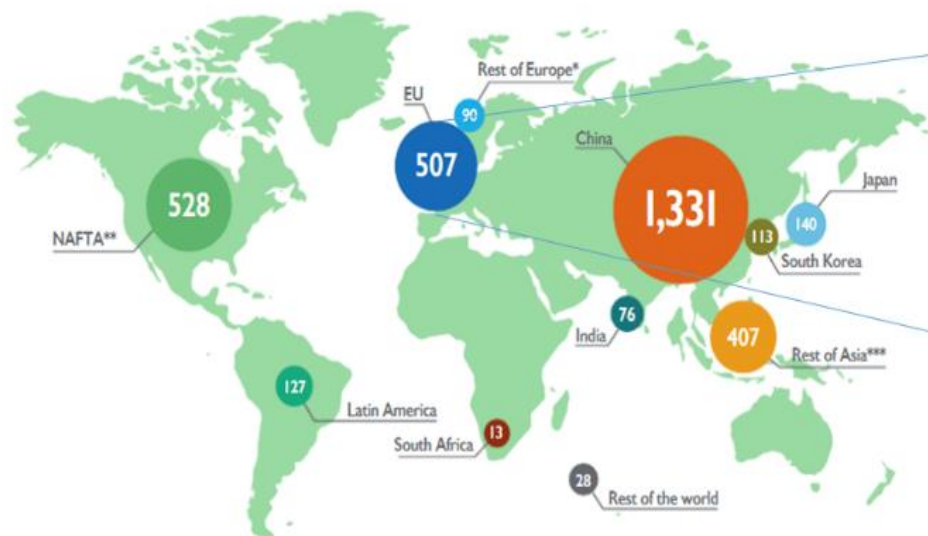 Rest of Europe*
EU
90
507
China
1,331
528
NAFTA**
Japan
140
113
South Korea
76
India
407
Rest of Asia***
127
Latin America
13
South Africa
28
Rest of the world